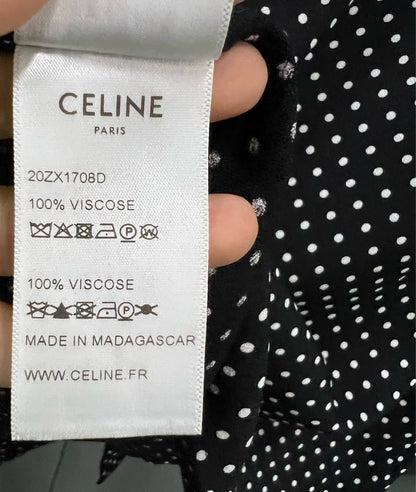 CELINE
PARIS
20ZX1708D
100% VISCOSE
100% VISCOSE
MADE IN MADAGASCAR
WWW.CELINE.FR